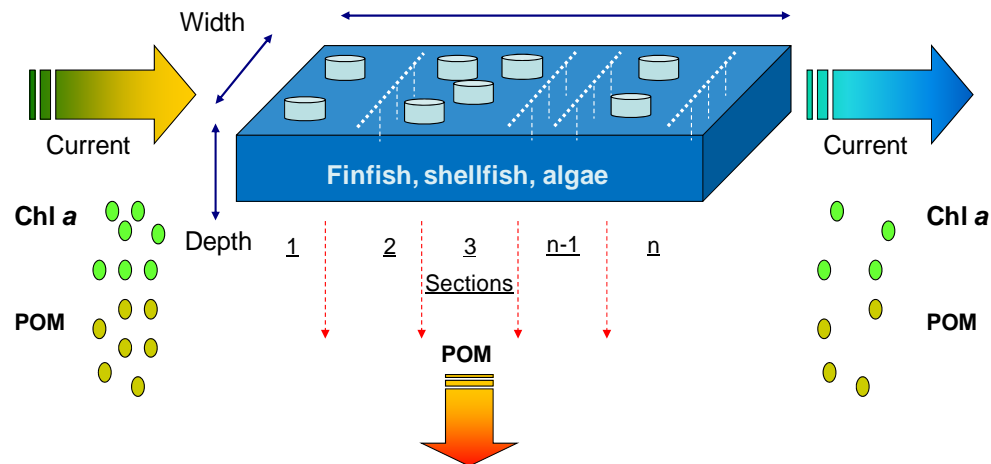 Width
Current
Current
Finfish, shellfish, algae
Chl a
Chl a
Depth
1 2 3 n-1 n
Sections
POM
POM
POM